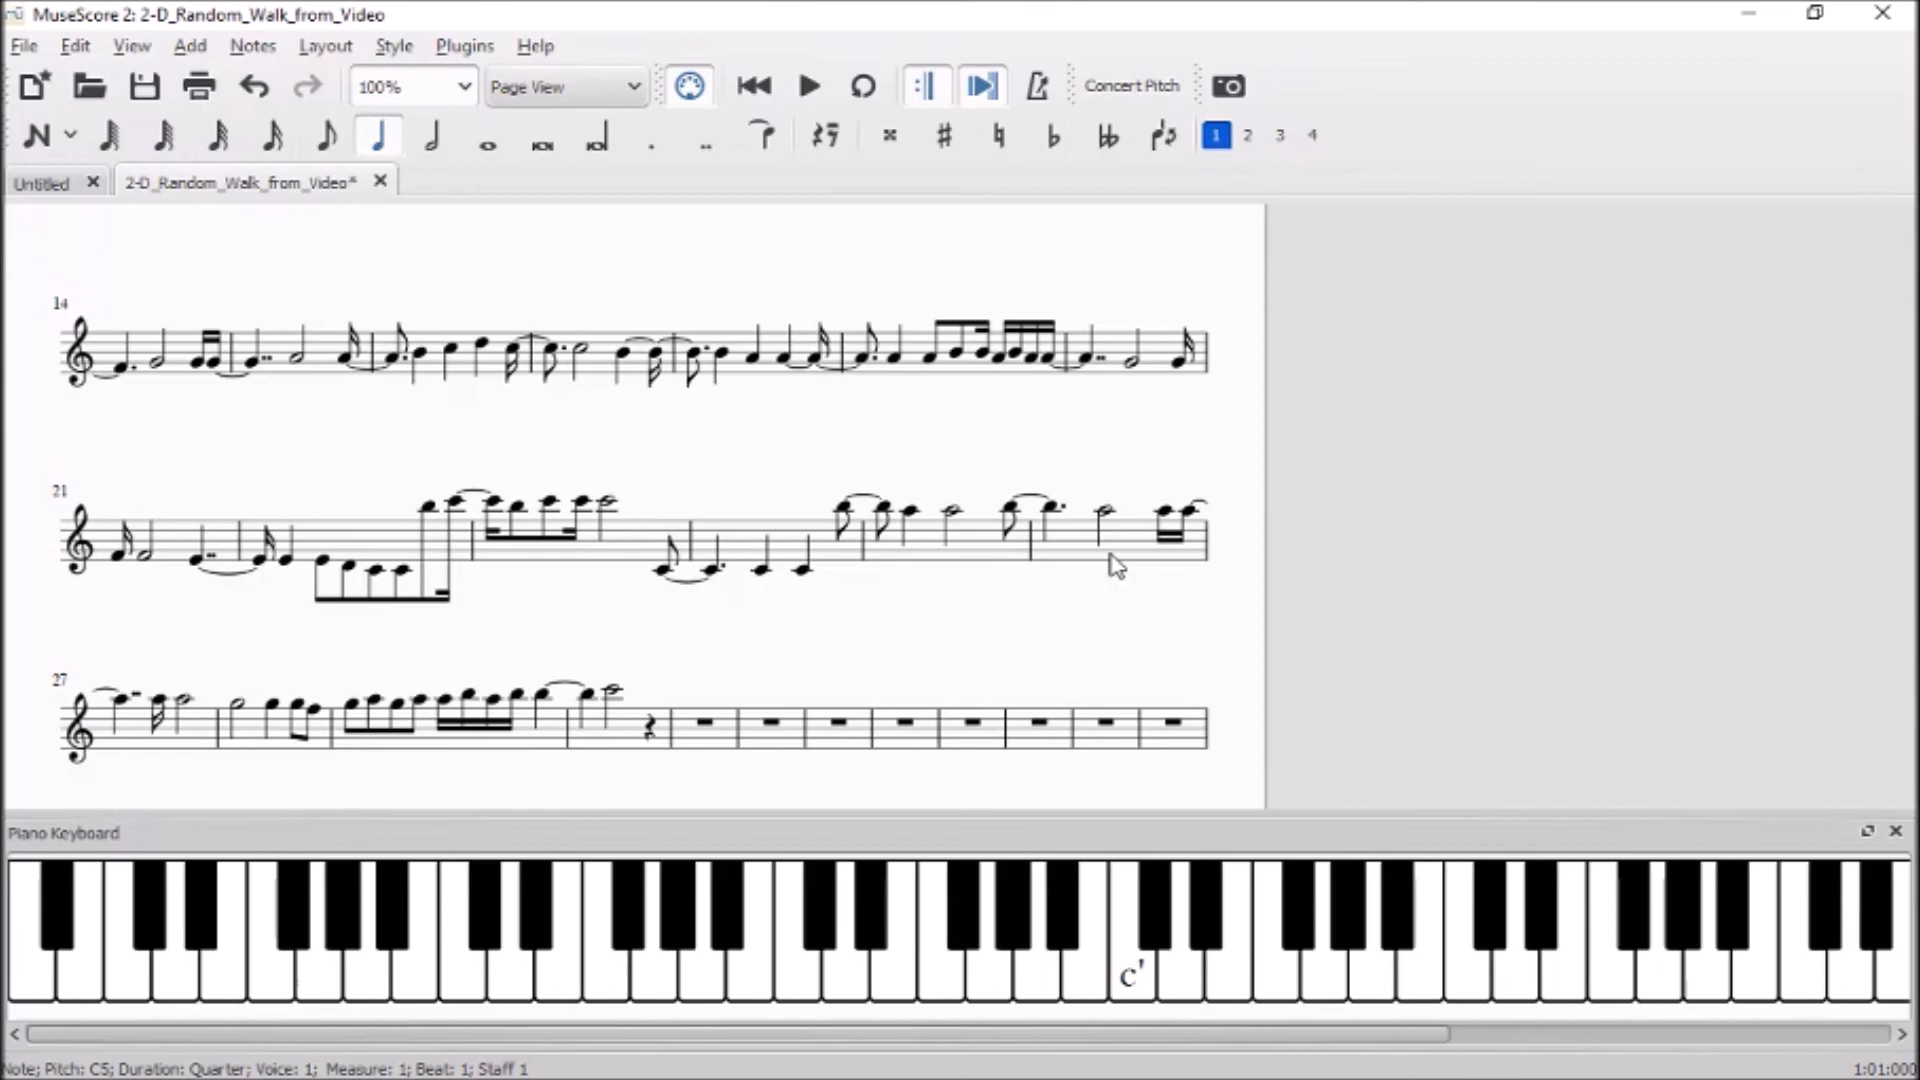 MuseScore 2: 2-D_Random_Walk_from_Video
File Edit View Add Notes Layout Style Plugins Help
100% Page View Concert Pitch
1 2 3 4
Untitled 2-D_Random_Walk_from_Video*
14
21
27
Piano Keyboard
c'
Note; Pitch: C5; Duration: Quarter; Voice: 1; Measure: 1; Beat: 1; Staff 1 1:01:000